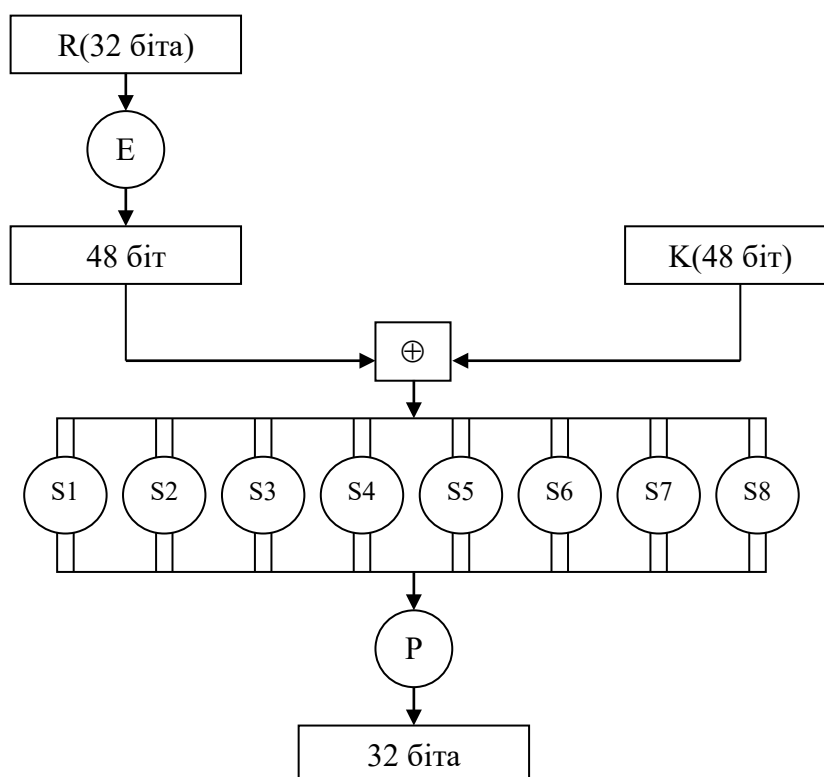 R(32 біта)
E
48 біт
K(48 біт)
⊕
S1 S2 S3 S4 S5 S6 S7 S8
P
32 біта